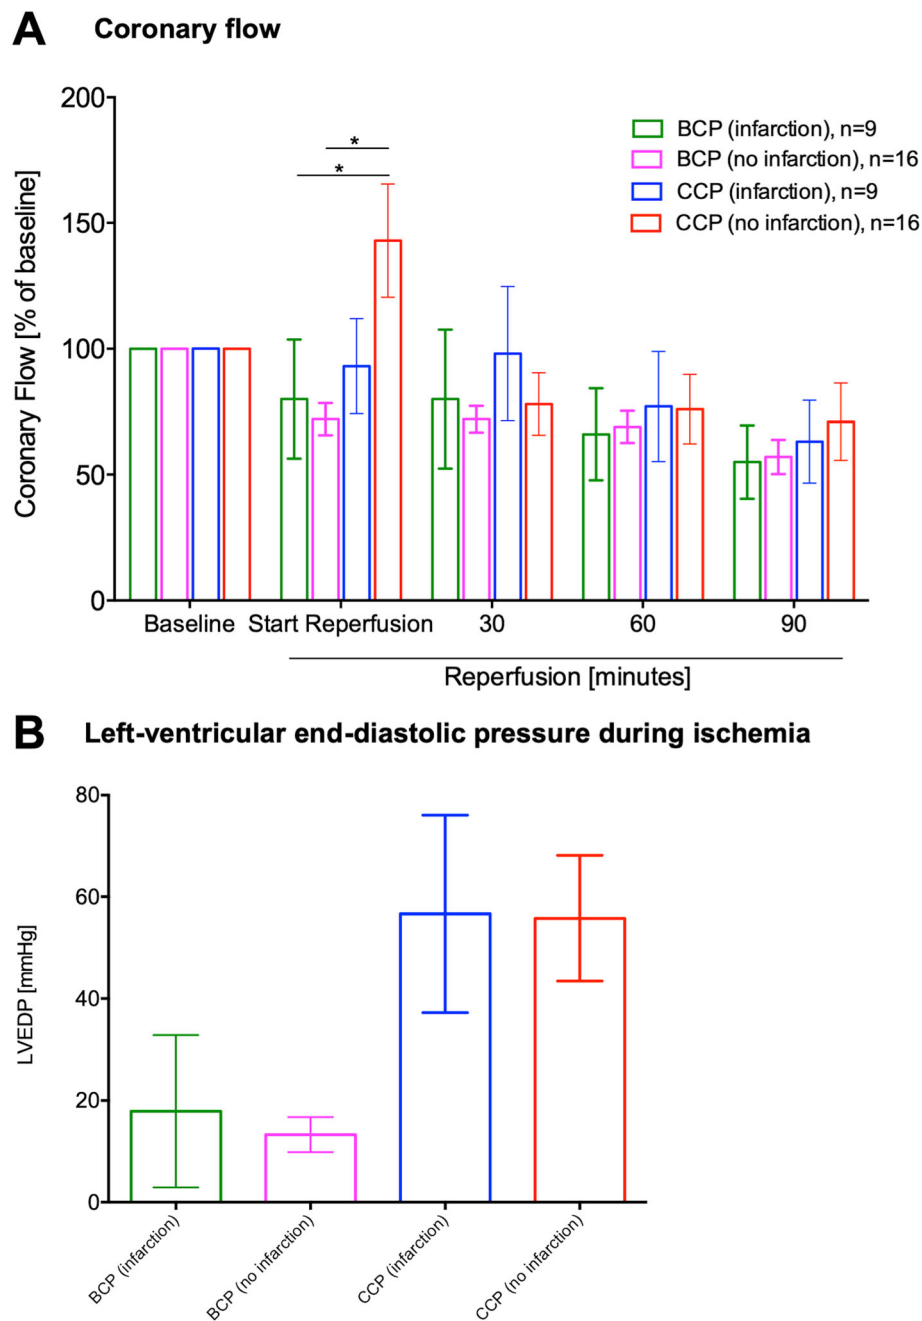 A Coronary flow
200
150
100
50
0
Coronary Flow [% of baseline]
*
*
BCP (infarction), n=9
BCP (no infarction), n=16
CCP (infarction), n=9
CCP (no infarction), n=16
Baseline Start Reperfusion 30 60 90
Reperfusion [minutes]
B Left-ventricular end-diastolic pressure during ischemia
80
60
40
20
0
LVEDP [mmHg]
BCP (infarction)
BCP (no infarction)
CCP (infarction)
CCP (no infarction)